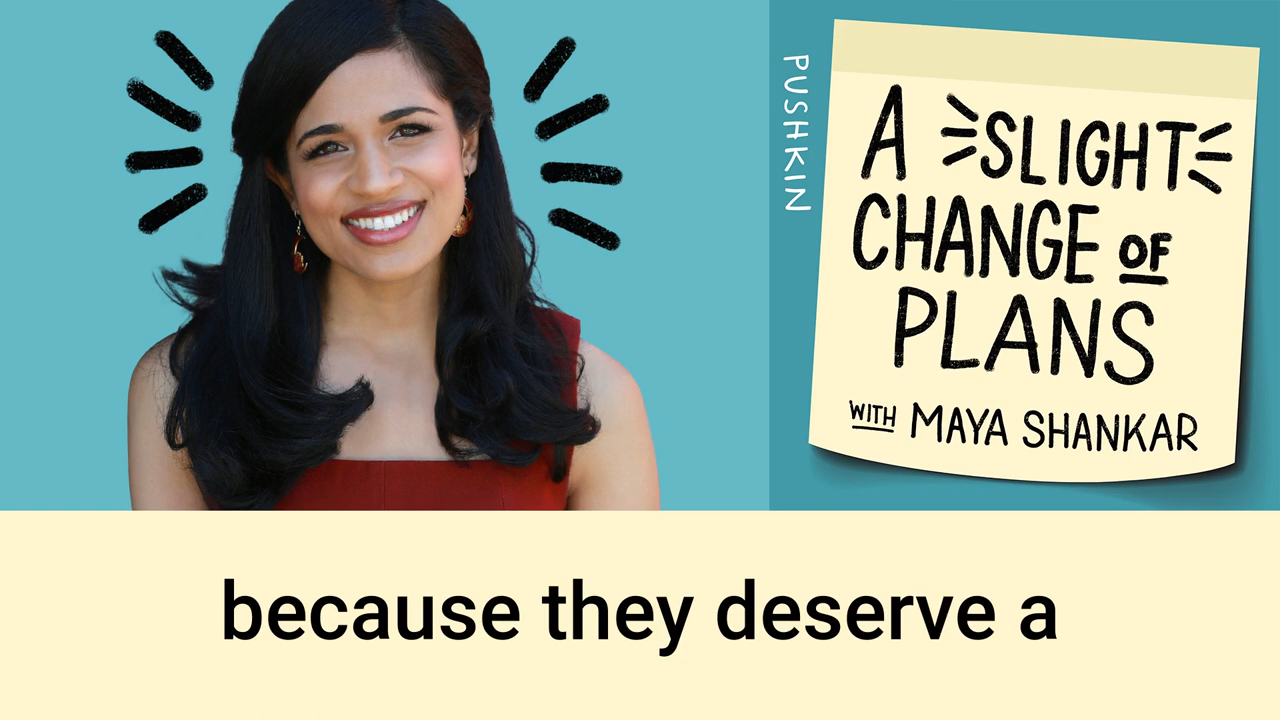 PUSHKIN
A SLIGHT
CHANGE OF
PLANS
WITH MAYA SHANKAR
because they deserve a